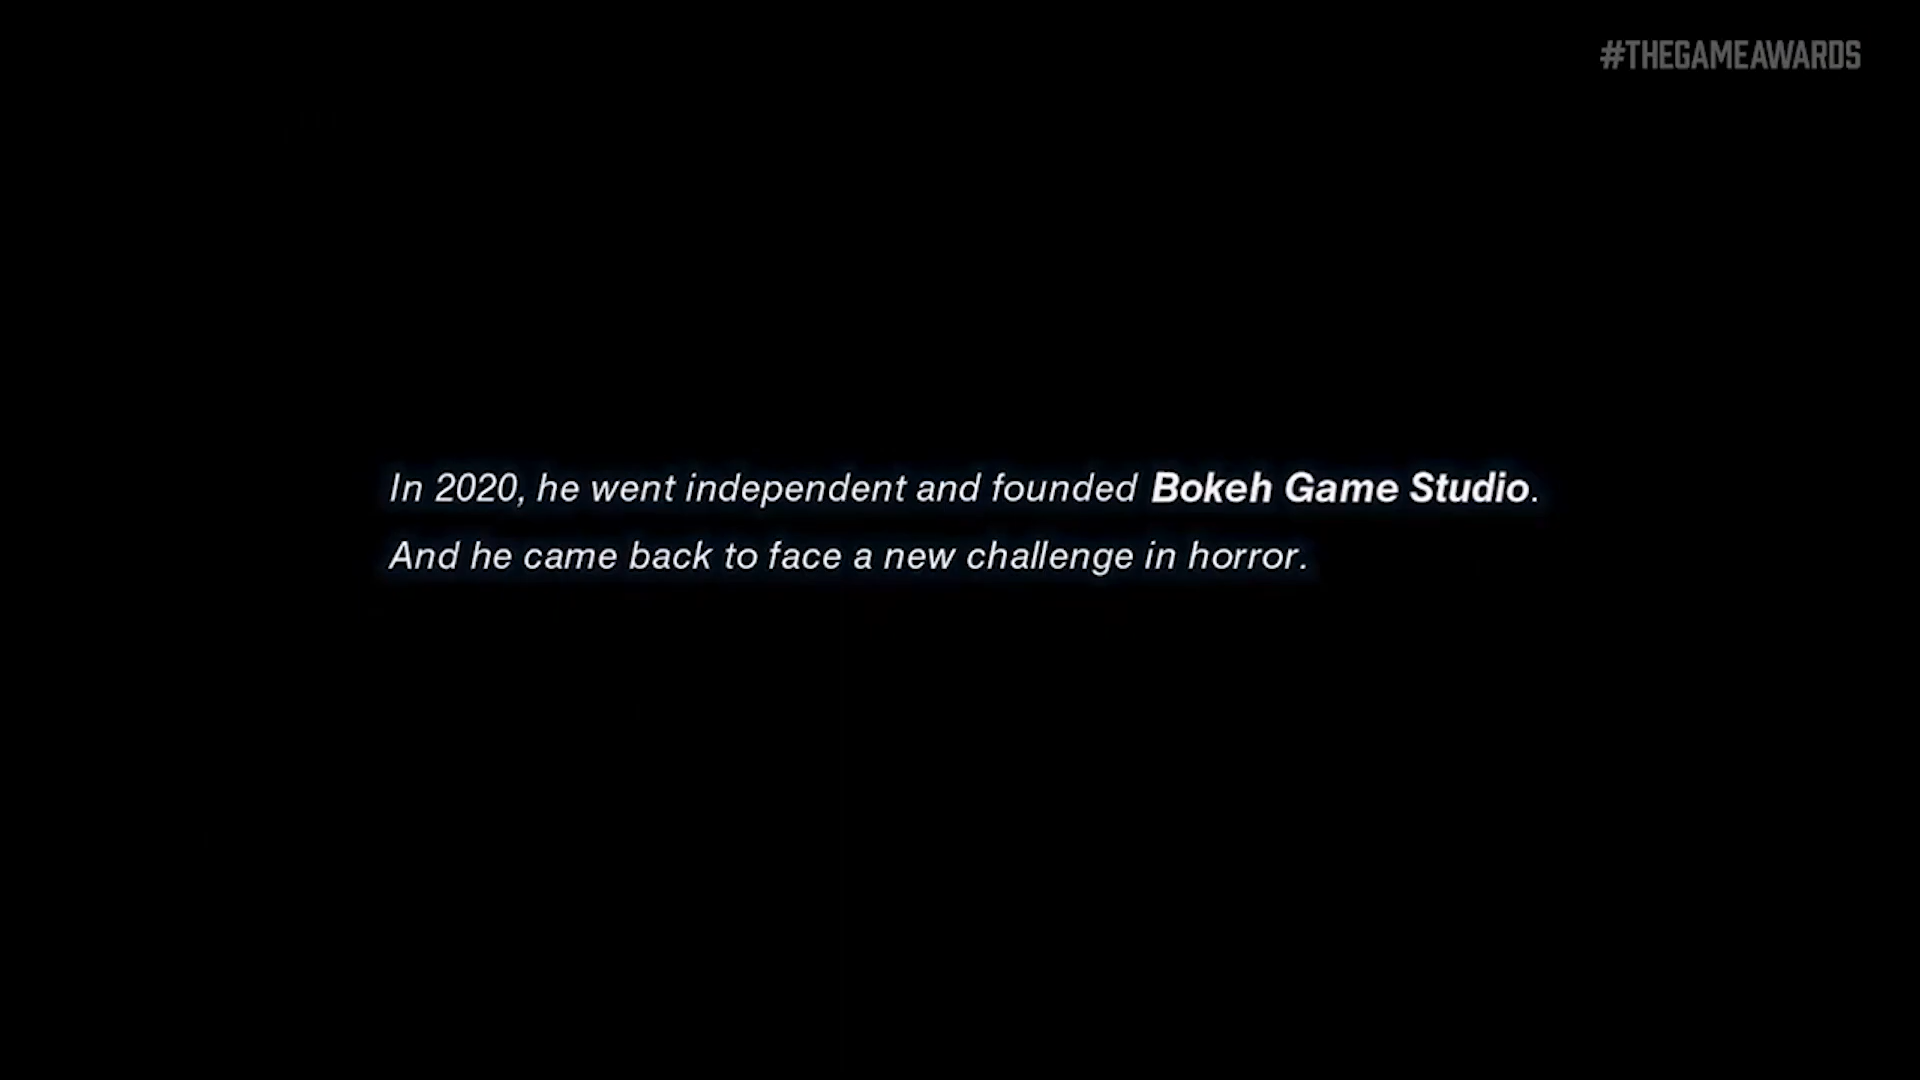 #THEGAMEAWARDS
In 2020, he went independent and founded Bokeh Game Studio.
And he came back to face a new challenge in horror.